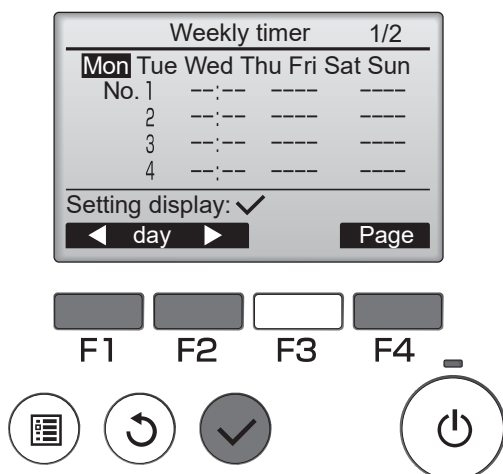 Weekly timer 1/2
Mon Tue Wed Thu Fri Sat Sun
No. 1 --:-- ---- ----
2 --:-- ---- ----
3 --:-- ---- ----
4 --:-- ---- ----
Setting display: ✓
◀ day ▶ Page
F1 F2 F3 F4